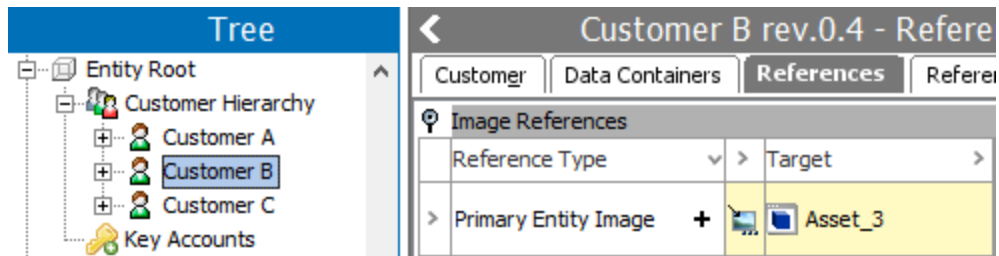 Tree
Entity Root
Customer Hierarchy
Customer A
Customer B
Customer C
Key Accounts
Customer B rev.0.4 - Refere
Customer Data Containers References Referen
Image References
Reference Type > Target >
> Primary Entity Image + Asset_3